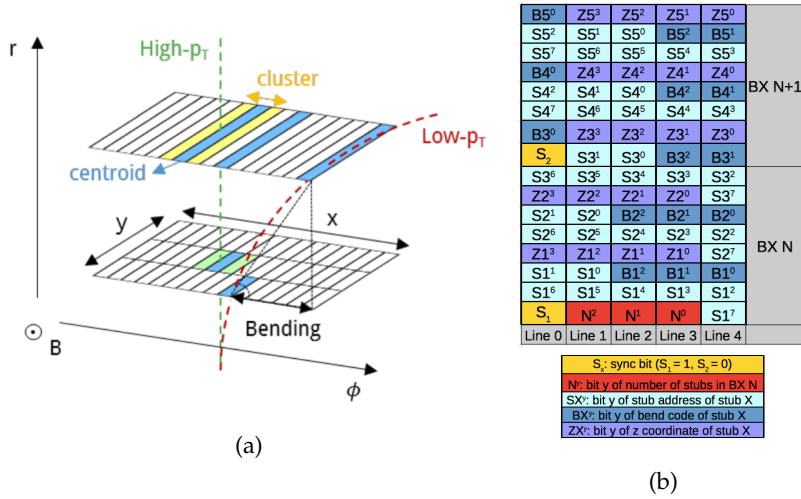 r
High-p_T
cluster
Low-p_T
centroid
x
y
Bending
B
ϕ
(a)
B5⁰ Z5³ Z5² Z5¹ Z5⁰
S5² S5¹ S5⁰ B5² B5¹
S5⁷ S5⁶ S5⁵ S5⁴ S5³
B4⁰ Z4³ Z4² Z4¹ Z4⁰
S4² S4¹ S4⁰ B4² B4¹
S4⁷ S4⁶ S4⁵ S4⁴ S4³
B3⁰ Z3³ Z3² Z3¹ Z3⁰
S₂ S3¹ S3⁰ B3² B3¹
BX N+1
S3⁶ S3⁵ S3⁴ S3³ S3²
Z2³ Z2² Z2¹ Z2⁰ S3⁷
S2¹ S2⁰ B2² B2¹ B2⁰
S2⁶ S2⁵ S2⁴ S2³ S2²
Z1³ Z1² Z1¹ Z1⁰ S2⁷
S1¹ S1⁰ B1² B1¹ B1⁰
S1⁶ S1⁵ S1⁴ S1³ S1²
S₁ N² N¹ N⁰ S1⁷
BX N
Line 0 Line 1 Line 2 Line 3 Line 4
Sₓ: sync bit (S₁ = 1, S₂ = 0)
Nʸ: bit y of number of stubs in BX N
SXʸ: bit y of stub address of stub X
BXʸ: bit y of bend code of stub X
ZXʸ: bit y of z coordinate of stub X
(b)